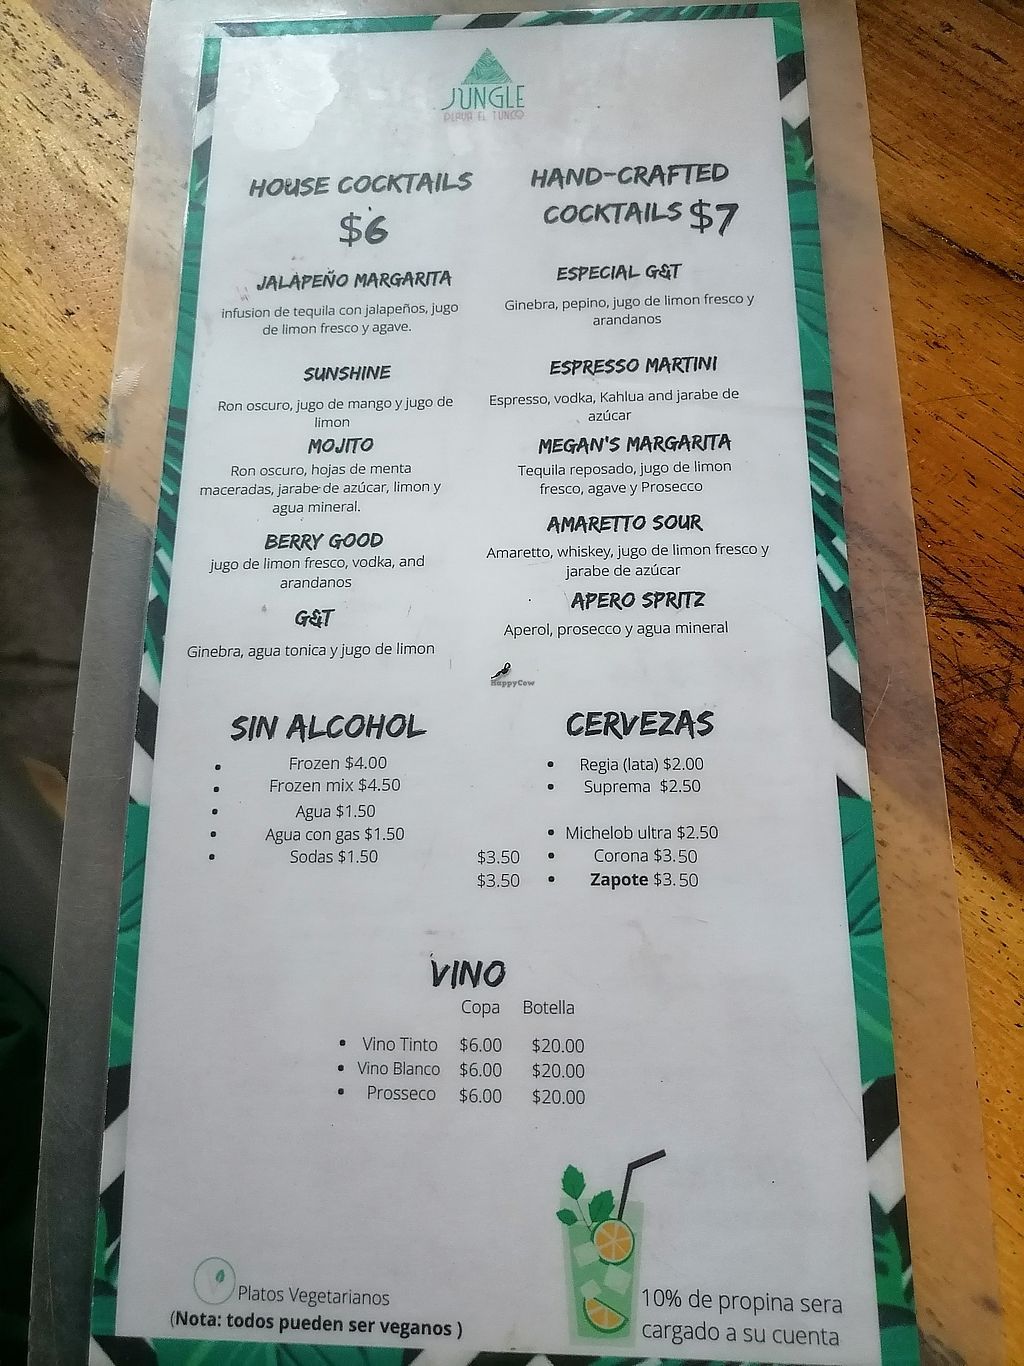 JUNGLE
PLAYA EL TUNCO
HOUSE COCKTAILS
$6
JALAPEÑO MARGARITA
infusion de tequila con jalapeños, jugo
de limon fresco y agave.
SUNSHINE
Ron oscuro, jugo de mango y jugo de
limon
MOJITO
Ron oscuro, hojas de menta
maceradas, jarabe de azúcar, limon y
agua mineral.
BERRY GOOD
jugo de limon fresco, vodka, and
arandanos
G&T
Ginebra, agua tonica y jugo de limon
HAND-CRAFTED
COCKTAILS $7
ESPECIAL G&T
Ginebra, pepino, jugo de limon fresco y
arandanos
ESPRESSO MARTINI
Espresso, vodka, Kahlua and jarabe de
azúcar
MEGAN'S MARGARITA
Tequila reposado, jugo de limon
fresco, agave y Prosecco
AMARETTO SOUR
Amaretto, whiskey, jugo de limon fresco y
jarabe de azúcar
APERO SPRITZ
Aperol, prosecco y agua mineral
HappyCow
SIN ALCOHOL
• Frozen $4.00
• Frozen mix $4.50
• Agua $1.50
• Agua con gas $1.50
• Sodas $1.50
CERVEZAS
• Regia (lata) $2.00
• Suprema $2.50
• Michelob ultra $2.50
$3.50 • Corona $3.50
$3.50 • Zapote $3.50
VINO
Copa Botella
• Vino Tinto $6.00 $20.00
• Vino Blanco $6.00 $20.00
• Prosseco $6.00 $20.00
Platos Vegetarianos
(Nota: todos pueden ser veganos )
10% de propina sera
cargado a su cuenta